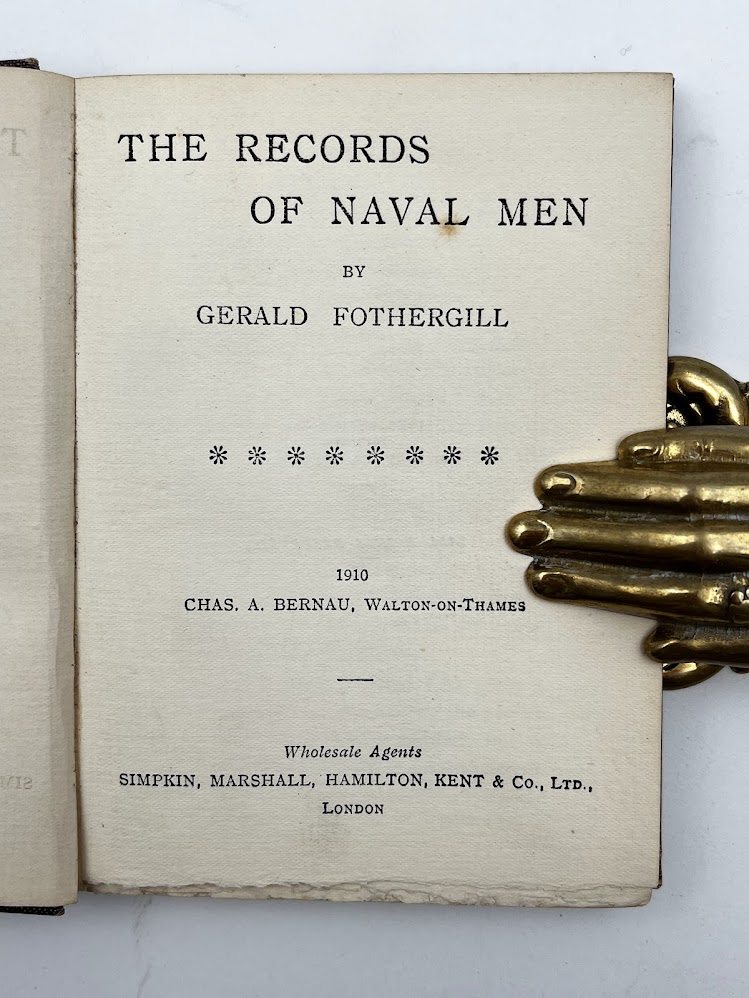 THE RECORDS
OF NAVAL MEN
BY
GERALD FOTHERGILL
********
1910
CHAS. A. BERNAU, WALTON-ON-THAMES
Wholesale Agents
SIMPKIN, MARSHALL, HAMILTON, KENT & Co., LTD.,
LONDON